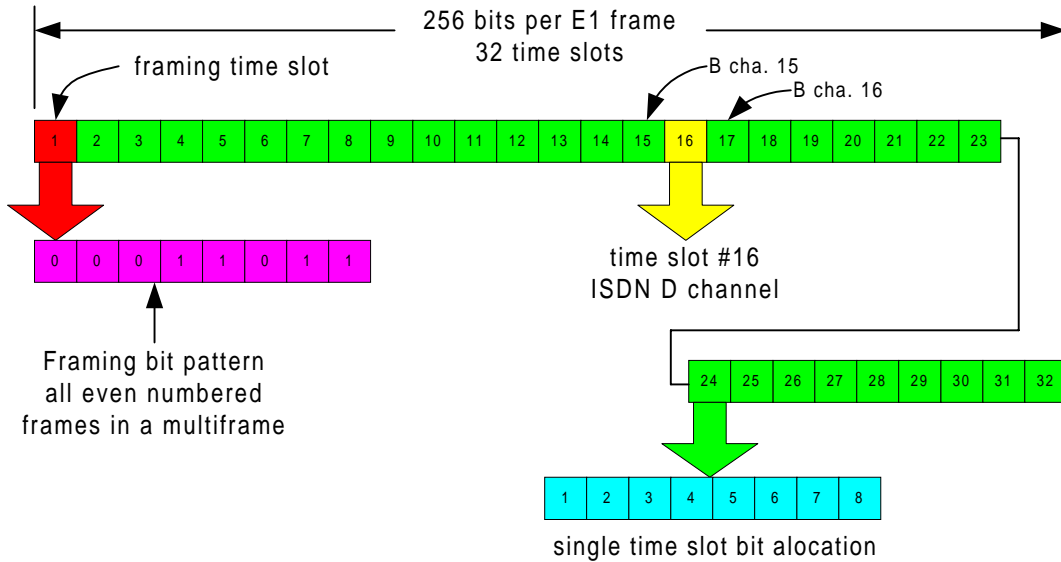 256 bits per E1 frame
32 time slots
framing time slot
B cha. 15
B cha. 16
1 2 3 4 5 6 7 8 9 10 11 12 13 14 15 16 17 18 19 20 21 22 23
0 0 0 1 1 0 1 1
time slot #16
ISDN D channel
Framing bit pattern
all even numbered
frames in a multiframe
24 25 26 27 28 29 30 31 32
1 2 3 4 5 6 7 8
single time slot bit alocation